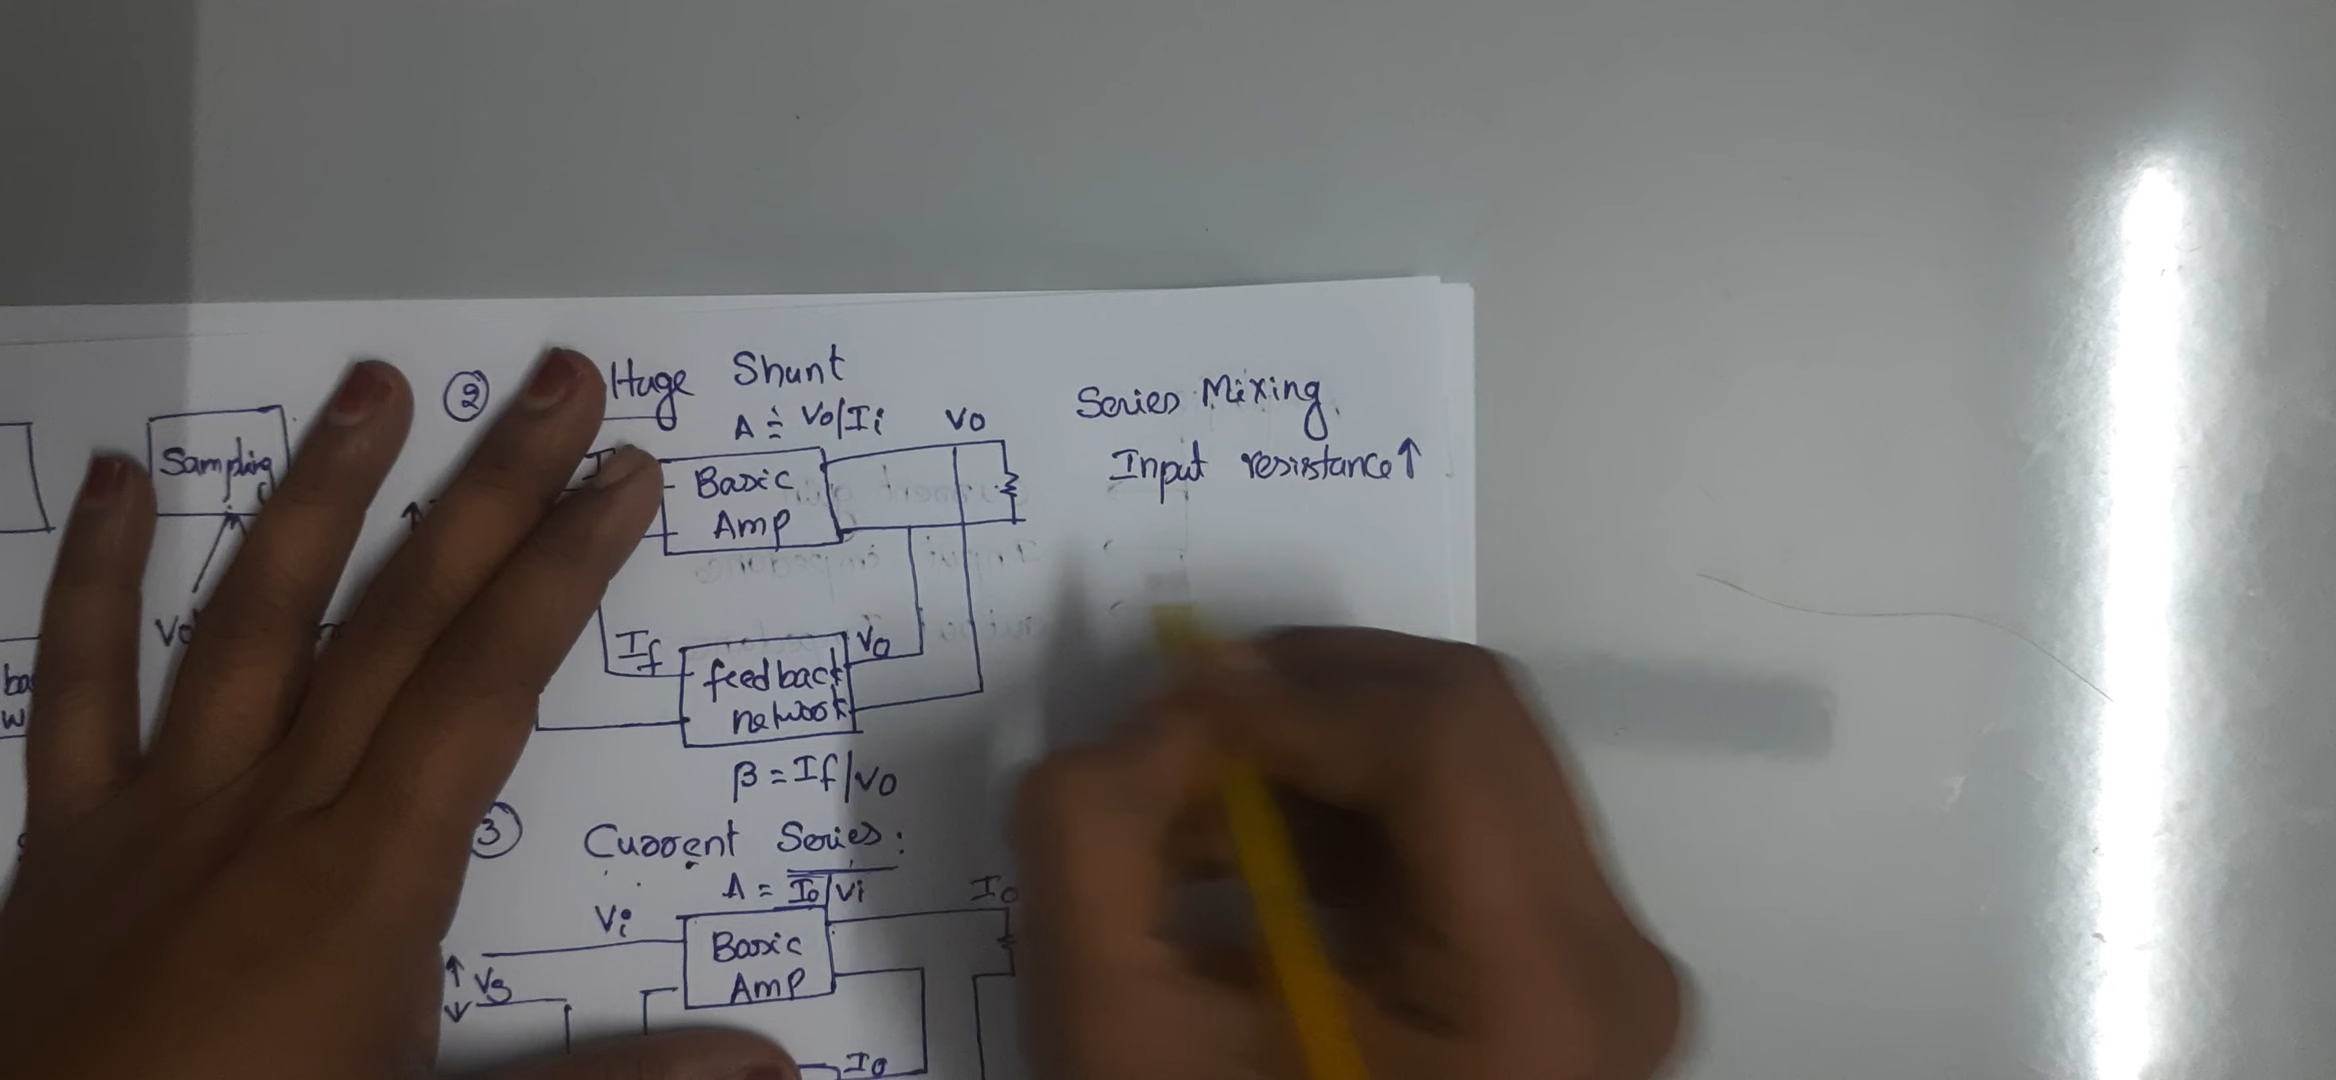 Sampling
②
ltage Shunt
A = Vo/Ii
Vo
Basic
Amp
If
Vo
feedback
network
β = If/Vo
3
Current Series:
A = Io/Vi
Io
Vi
Basic
Amp
Vs
Io
Series Mixing
Input resistance↑